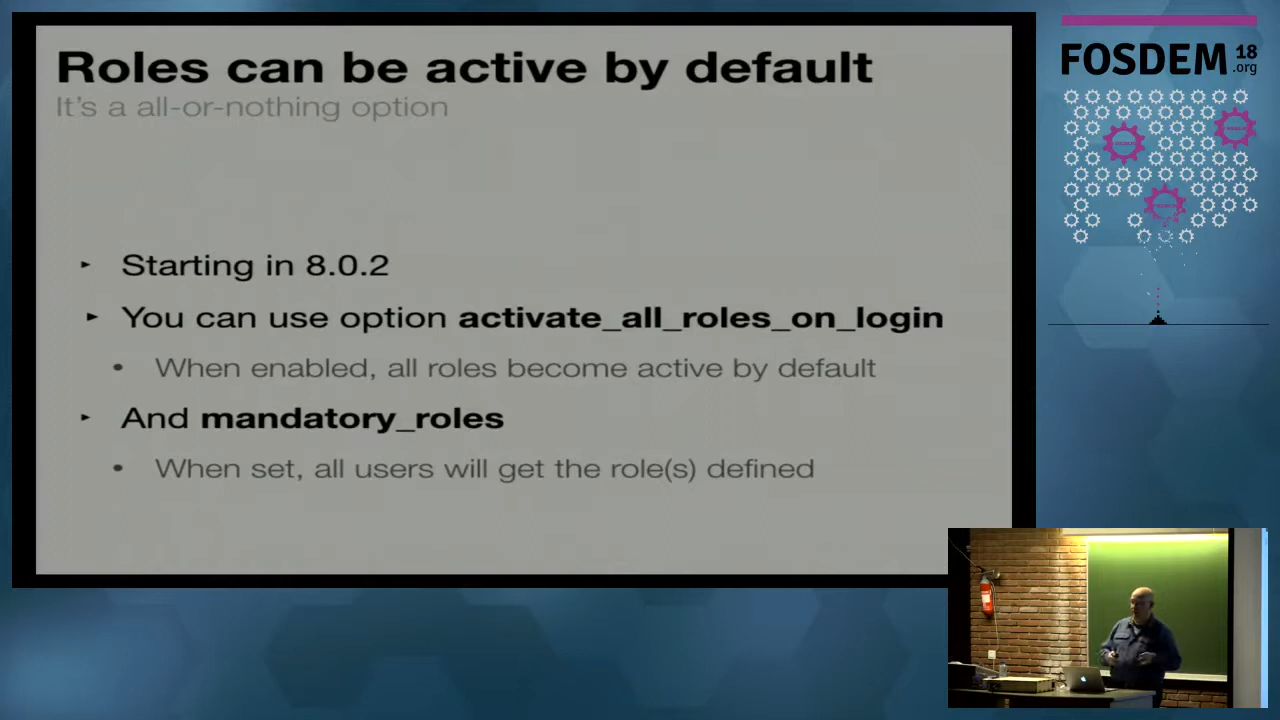 Roles can be active by default
It's a all-or-nothing option
Starting in 8.0.2
You can use option activate_all_roles_on_login
When enabled, all roles become active by default
And mandatory_roles
When set, all users will get the role(s) defined
FOSDEM 18
.org